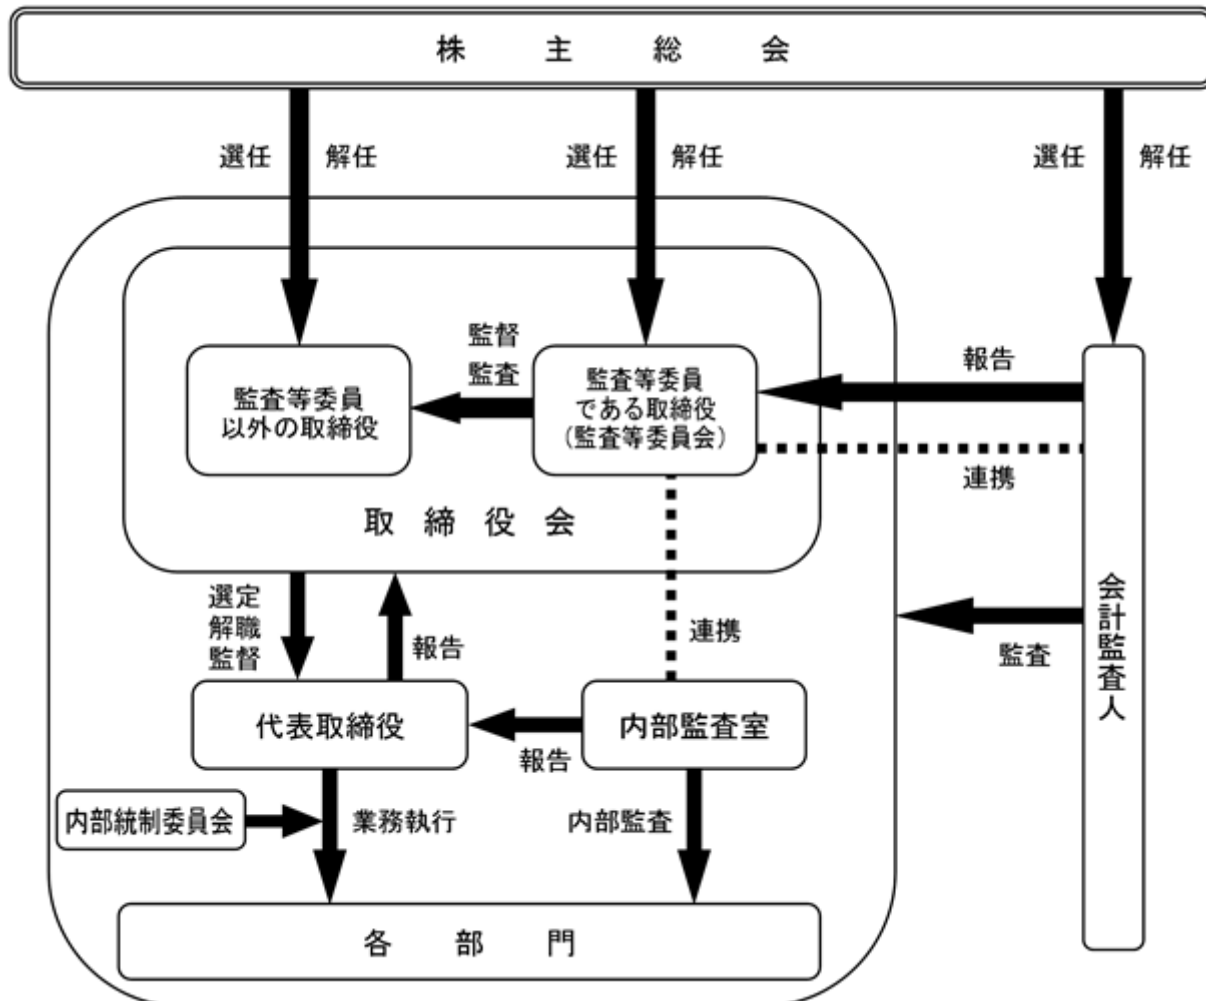 株主総会
選任 解任
選任 解任
選任 解任
監督
監査
報告
監査等委員
以外の取締役
監査等委員
である取締役
(監査等委員会)
連携
取締役会
選定
解職
監督
報告
連携
監査
会計監査人
代表取締役
報告
内部監査室
内部統制委員会
業務執行
内部監査
各部門